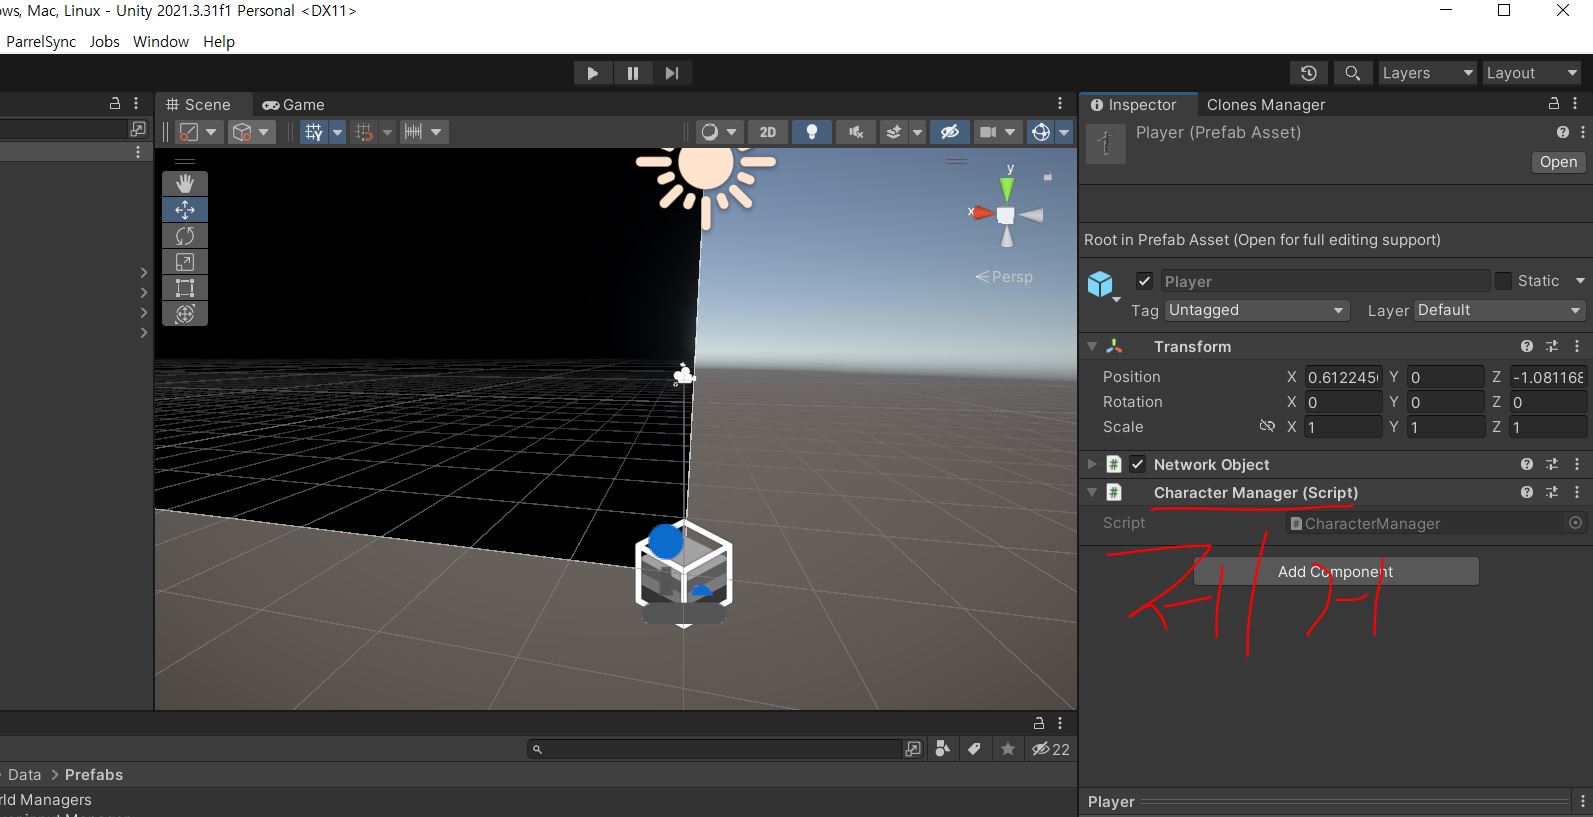 ows, Mac, Linux - Unity 2021.3.31f1 Personal <DX11>
ParrelSync Jobs Window Help
Layers Layout
Scene Game
Inspector Clones Manager
2D
Player (Prefab Asset)
Open
y
x
Persp
Root in Prefab Asset (Open for full editing support)
Player Static
Tag Untagged Layer Default
Transform
Position X 0.612245 Y 0 Z -1.081168
Rotation X 0 Y 0 Z 0
Scale X 1 Y 1 Z 1
Network Object
Character Manager (Script)
Script CharacterManager
Add Component
제거
22
Data > Prefabs
rld Managers
Player